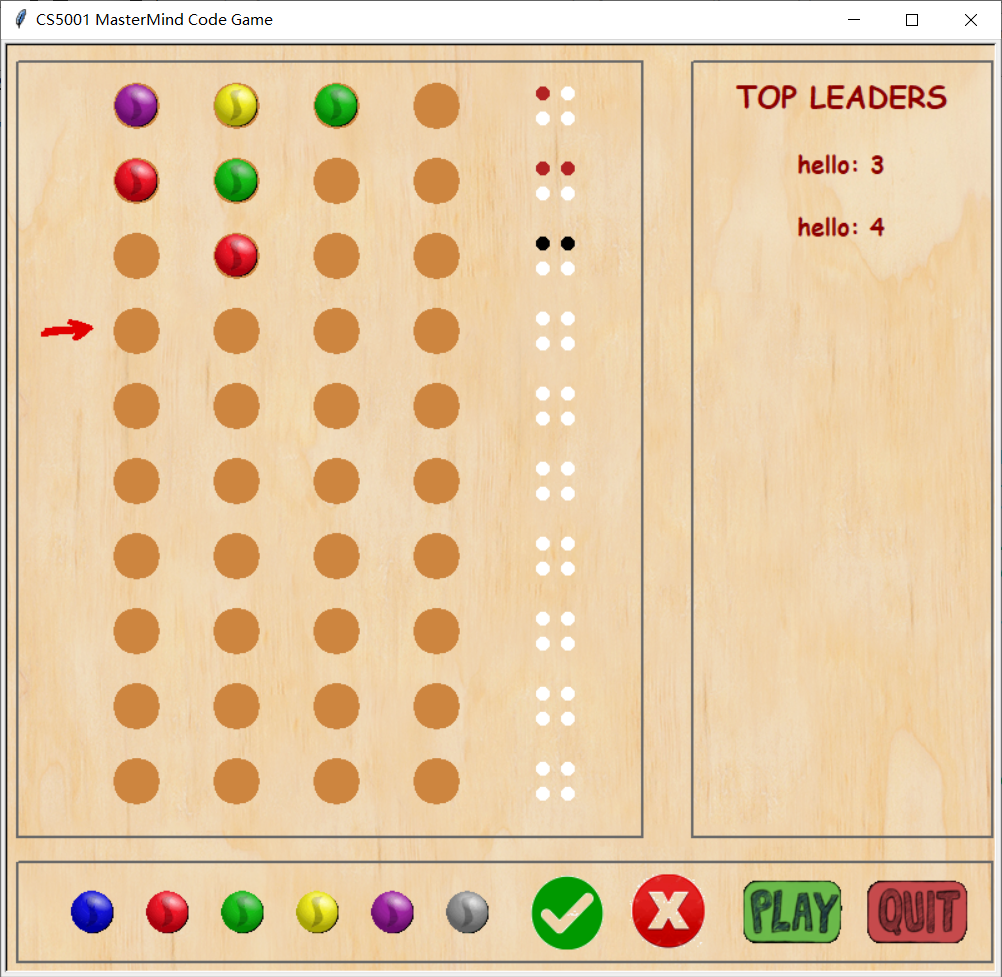 CS5001 MasterMind Code Game
TOP LEADERS
hello: 3
hello: 4
PLAY
QUIT